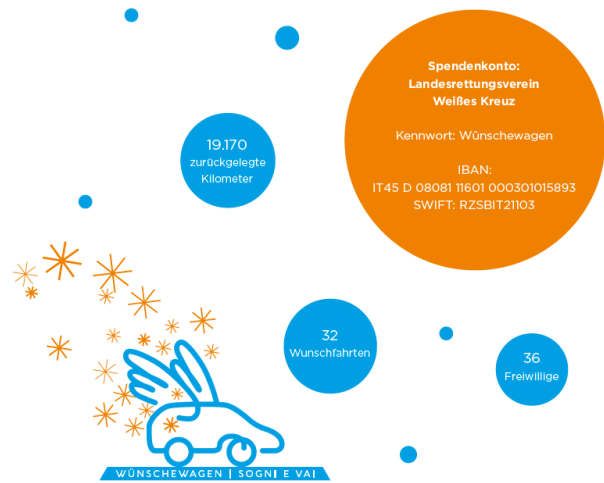 Spendenkonto:
Landesrettungsverein
Weißes Kreuz
Kennwort: Wünschewagen
IBAN:
IT45 D 08081 11601 000301015893
SWIFT: RZSBIT21103
19.170
zurückgelegte
Kilometer
32
Wunschfahrten
36
Freiwillige
WÜNSCHEWAGEN | SOGNI E VAI